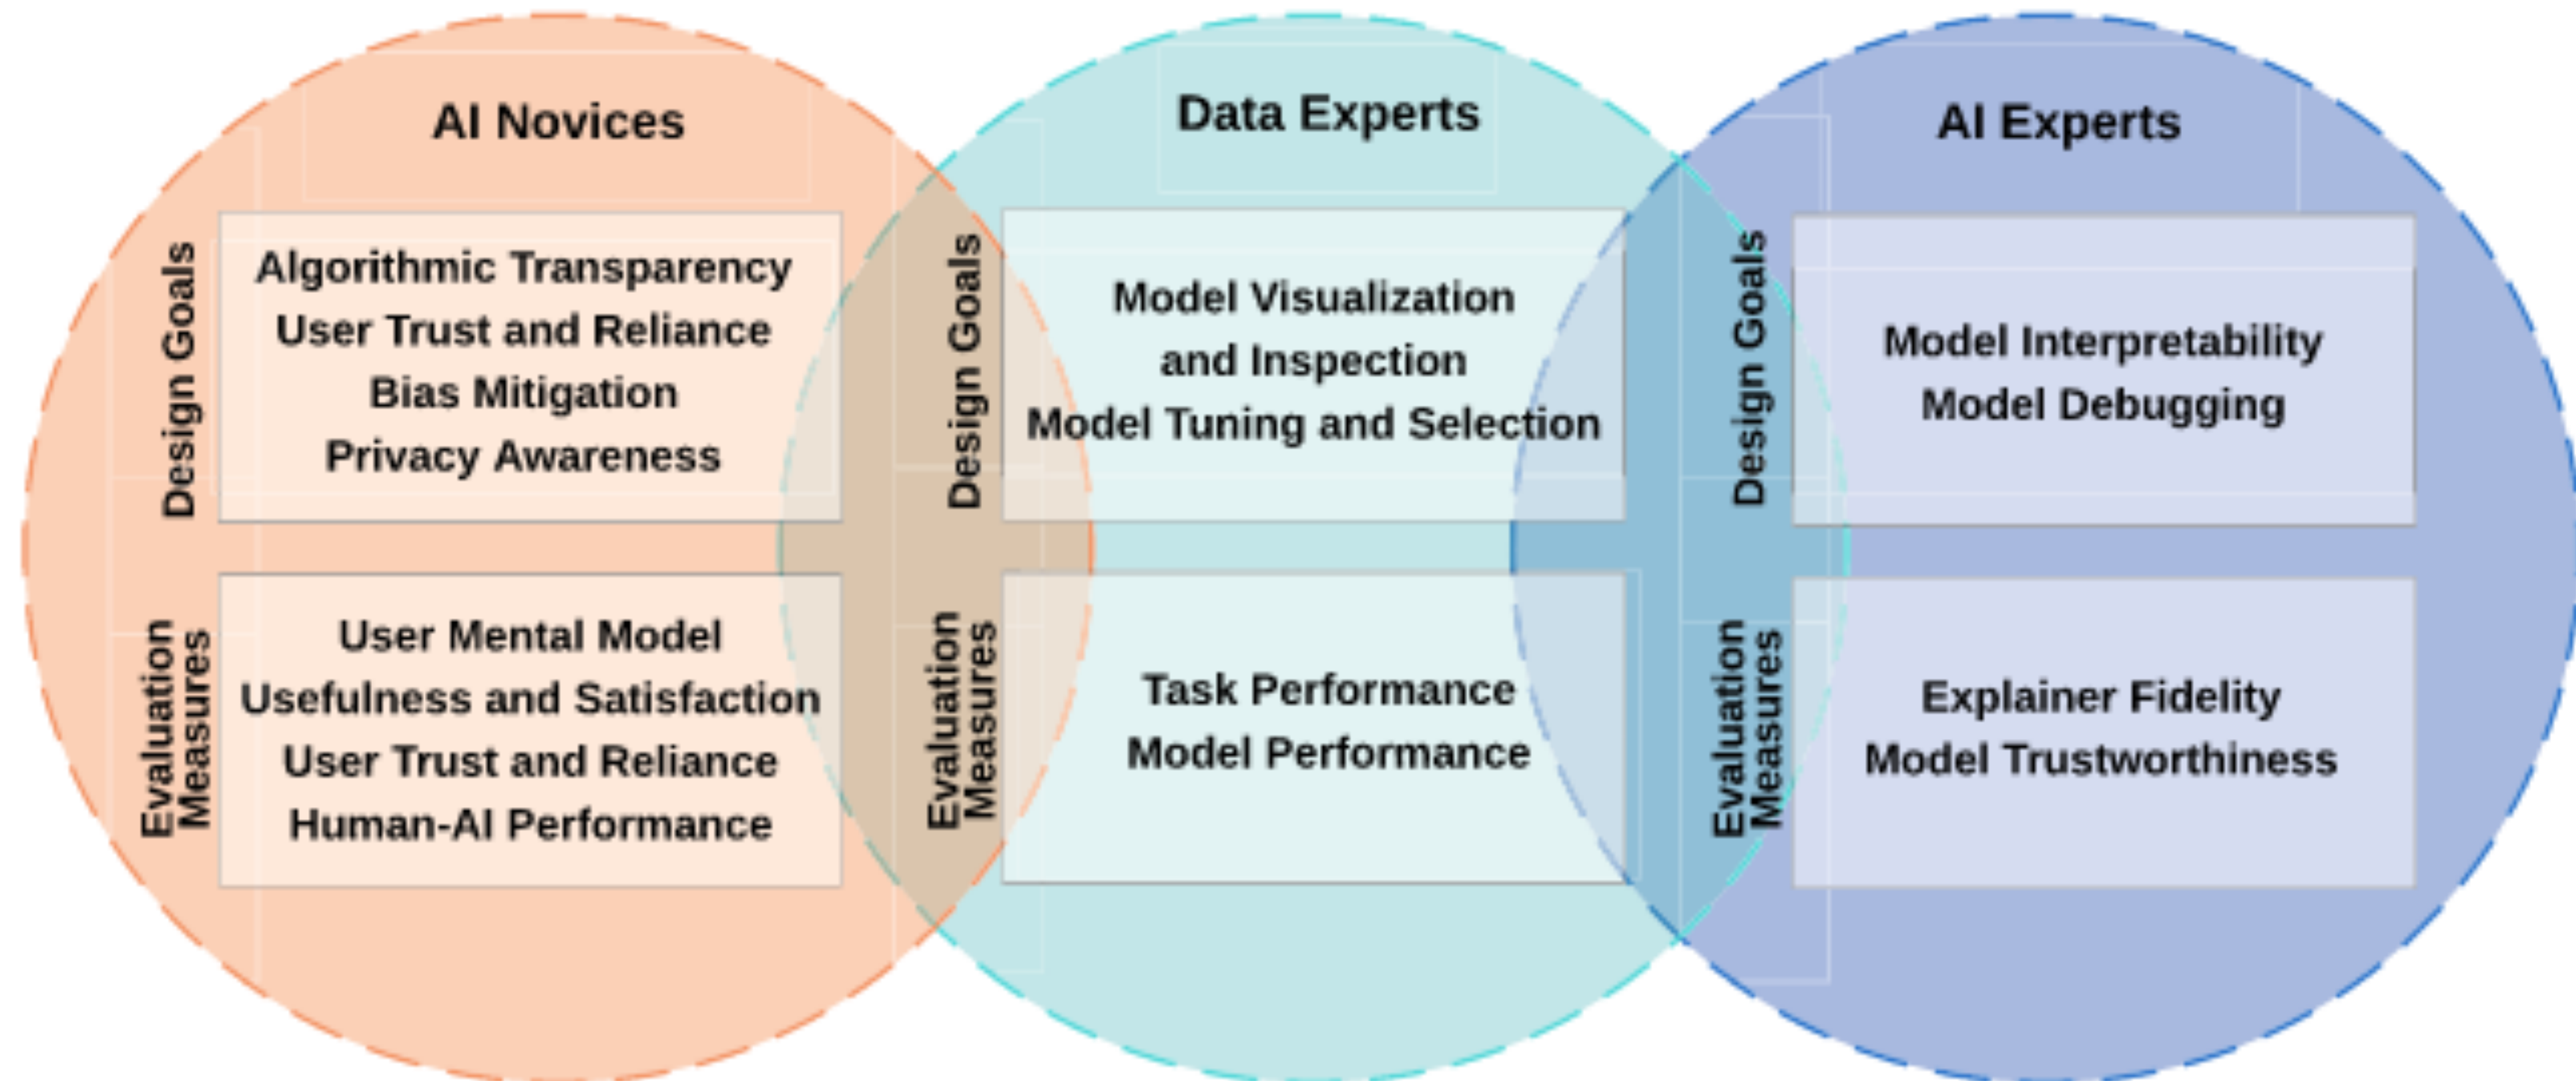 AI Novices
Design Goals
Algorithmic Transparency
User Trust and Reliance
Bias Mitigation
Privacy Awareness
Evaluation
Measures
User Mental Model
Usefulness and Satisfaction
User Trust and Reliance
Human-AI Performance
Data Experts
Design Goals
Model Visualization
and Inspection
Model Tuning and Selection
Evaluation
Measures
Task Performance
Model Performance
AI Experts
Design Goals
Model Interpretability
Model Debugging
Evaluation
Measures
Explainer Fidelity
Model Trustworthiness